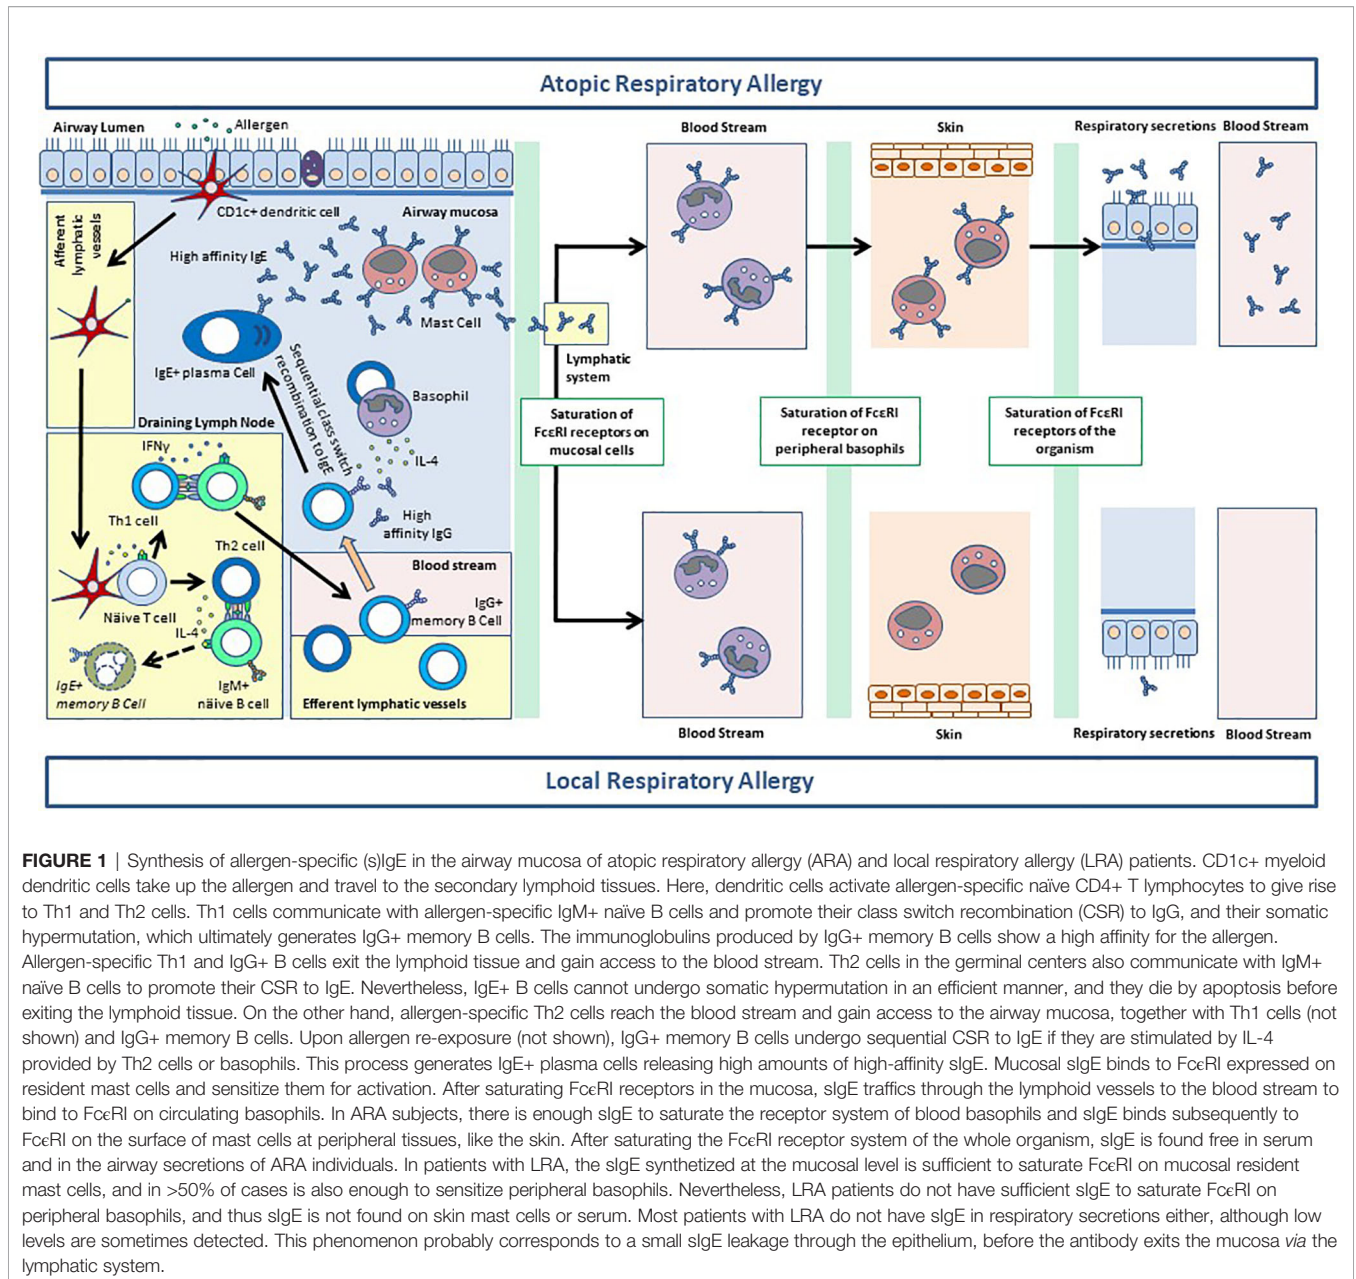 Atopic Respiratory Allergy
Airway Lumen
Allergen
Blood Stream
Skin
Respiratory secretions
Blood Stream
CD1c+ dendritic cell
Airway mucosa
Afferent
lymphatic
vessels
High affinity IgE
Mast Cell
IgE+ plasma Cell
Sequential class switch
recombination to IgE
Basophil
Lymphatic
system
Draining Lymph Node
IFNγ
IL-4
Saturation of
FcεRI receptors on
mucosal cells
Saturation of FcεRI
receptor on
peripheral basophils
Saturation of FcεRI
receptors of the
organism
Th1 cell
High
affinity IgG
Th2 cell
Blood stream
Näive T cell
IgG+
memory B Cell
IL-4
IgE+
memory B Cell
IgM+
näive B cell
Efferent lymphatic vessels
Blood Stream
Skin
Respiratory secretions
Blood Stream
Local Respiratory Allergy
FIGURE 1 | Synthesis of allergen-specific (s)IgE in the airway mucosa of atopic respiratory allergy (ARA) and local respiratory allergy (LRA) patients. CD1c+ myeloid
dendritic cells take up the allergen and travel to the secondary lymphoid tissues. Here, dendritic cells activate allergen-specific naïve CD4+ T lymphocytes to give rise
to Th1 and Th2 cells. Th1 cells communicate with allergen-specific IgM+ naïve B cells and promote their class switch recombination (CSR) to IgG, and their somatic
hypermutation, which ultimately generates IgG+ memory B cells. The immunoglobulins produced by IgG+ memory B cells show a high affinity for the allergen.
Allergen-specific Th1 and IgG+ B cells exit the lymphoid tissue and gain access to the blood stream. Th2 cells in the germinal centers also communicate with IgM+
naïve B cells to promote their CSR to IgE. Nevertheless, IgE+ B cells cannot undergo somatic hypermutation in an efficient manner, and they die by apoptosis before
exiting the lymphoid tissue. On the other hand, allergen-specific Th2 cells reach the blood stream and gain access to the airway mucosa, together with Th1 cells (not
shown) and IgG+ memory B cells. Upon allergen re-exposure (not shown), IgG+ memory B cells undergo sequential CSR to IgE if they are stimulated by IL-4
provided by Th2 cells or basophils. This process generates IgE+ plasma cells releasing high amounts of high-affinity sIgE. Mucosal sIgE binds to FcεRI expressed on
resident mast cells and sensitize them for activation. After saturating FcεRI receptors in the mucosa, sIgE traffics through the lymphoid vessels to the blood stream to
bind to FcεRI on circulating basophils. In ARA subjects, there is enough sIgE to saturate the receptor system of blood basophils and sIgE binds subsequently to
FcεRI on the surface of mast cells at peripheral tissues, like the skin. After saturating the FcεRI receptor system of the whole organism, sIgE is found free in serum
and in the airway secretions of ARA individuals. In patients with LRA, the sIgE synthetized at the mucosal level is sufficient to saturate FcεRI on mucosal resident
mast cells, and in >50% of cases is also enough to sensitize peripheral basophils. Nevertheless, LRA patients do not have sufficient sIgE to saturate FcεRI on
peripheral basophils, and thus sIgE is not found on skin mast cells or serum. Most patients with LRA do not have sIgE in respiratory secretions either, although low
levels are sometimes detected. This phenomenon probably corresponds to a small sIgE leakage through the epithelium, before the antibody exits the mucosa via the
lymphatic system.